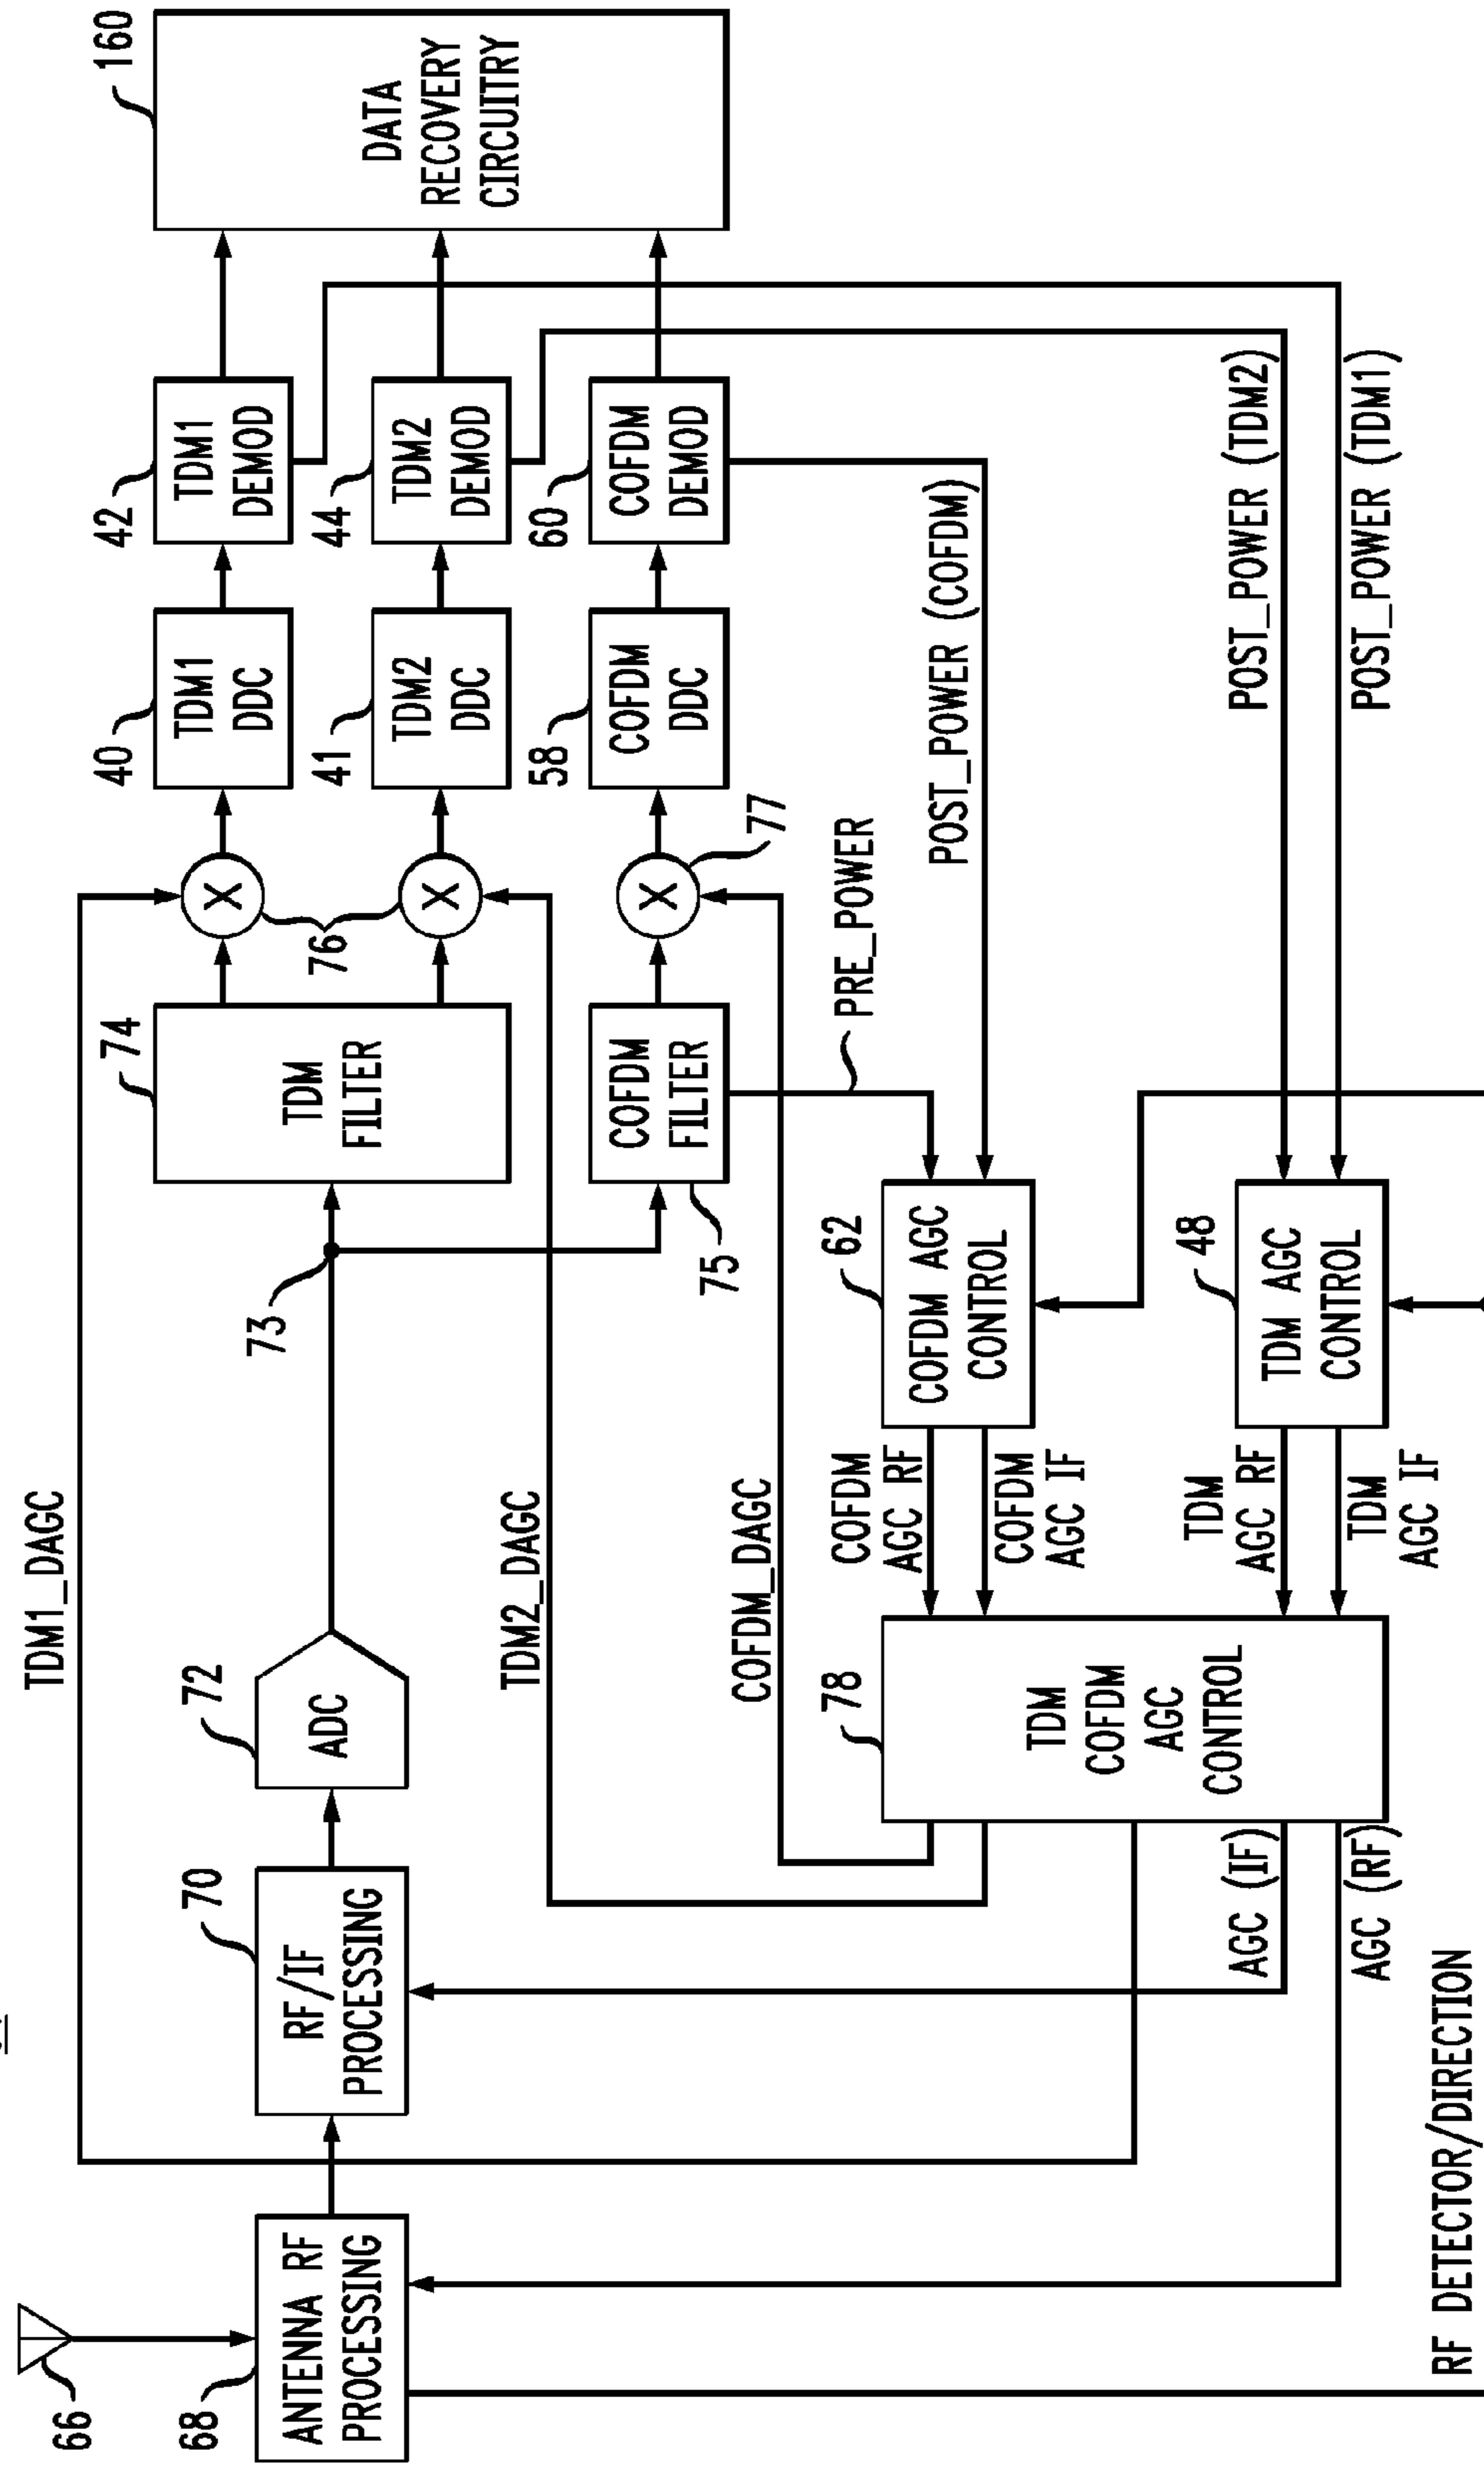 66
68
ANTENNA RF
PROCESSING
70
RF/IF
PROCESSING
72
ADC
73
TDM1_DAGC
TDM2_DAGC
COFDM_DAGC
74
TDM
FILTER
75
COFDM
FILTER
76
77
PRE_POWER
40
TDM1
DDC
41
TDM2
DDC
58
COFDM
DDC
42
TDM1
DEMOD
44
TDM2
DEMOD
60
COFDM
DEMOD
160
DATA
RECOVERY
CIRCUITRY
X
X
X
POST_POWER (COFDM)
POST_POWER (TDM2)
POST_POWER (TDM1)
62
COFDM AGC
CONTROL
48
TDM AGC
CONTROL
COFDM
AGC RF
COFDM
AGC IF
TDM
AGC RF
TDM
AGC IF
78
TDM
COFDM
AGC
CONTROL
AGC (IF)
AGC (RF)
RF DETECTOR/DIRECTION